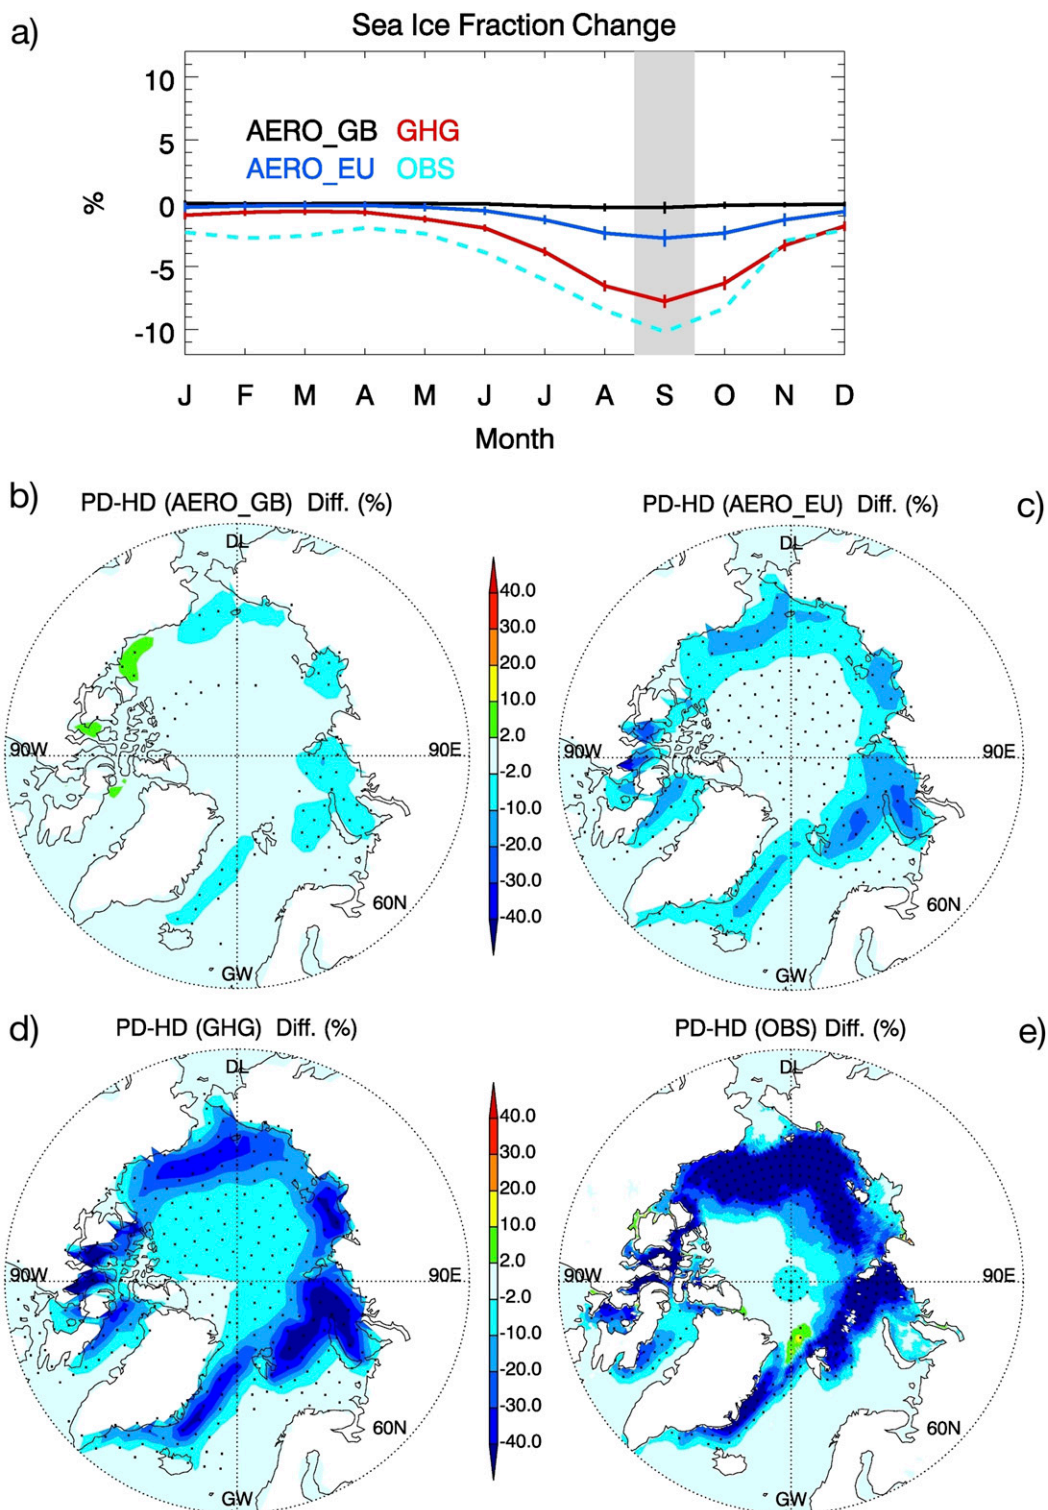 a)
Sea Ice Fraction Change
10
5
0
-5
-10
%
AERO_GB GHG
AERO_EU OBS
J F M A M J J A S O N D
Month
b)
PD-HD (AERO_GB) Diff. (%)
PD-HD (AERO_EU) Diff. (%)
c)
DL
90W
90E
60N
GW
40.0
30.0
20.0
10.0
2.0
-2.0
-10.0
-20.0
-30.0
-40.0
DL
90W
90E
60N
GW
d)
PD-HD (GHG) Diff. (%)
PD-HD (OBS) Diff. (%)
e)
DL
90W
90E
60N
GW
40.0
30.0
20.0
10.0
2.0
-2.0
-10.0
-20.0
-30.0
-40.0
DL
90W
90E
60N
GW